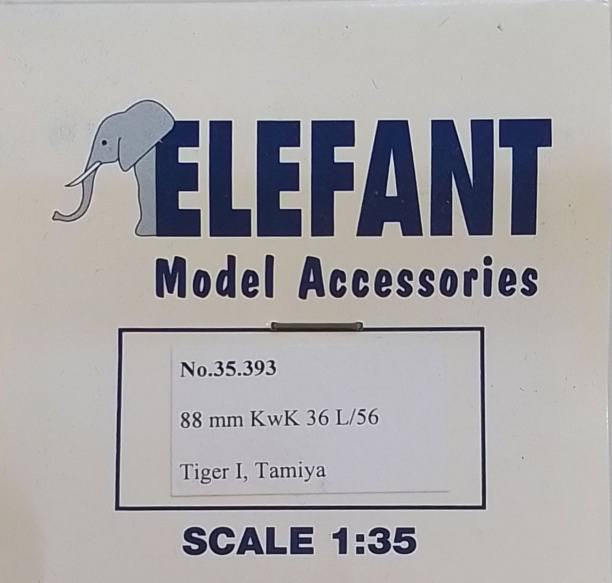 ELEFANT
Model Accessories
No.35.393
88 mm KwK 36 L/56
Tiger I, Tamiya
SCALE 1:35